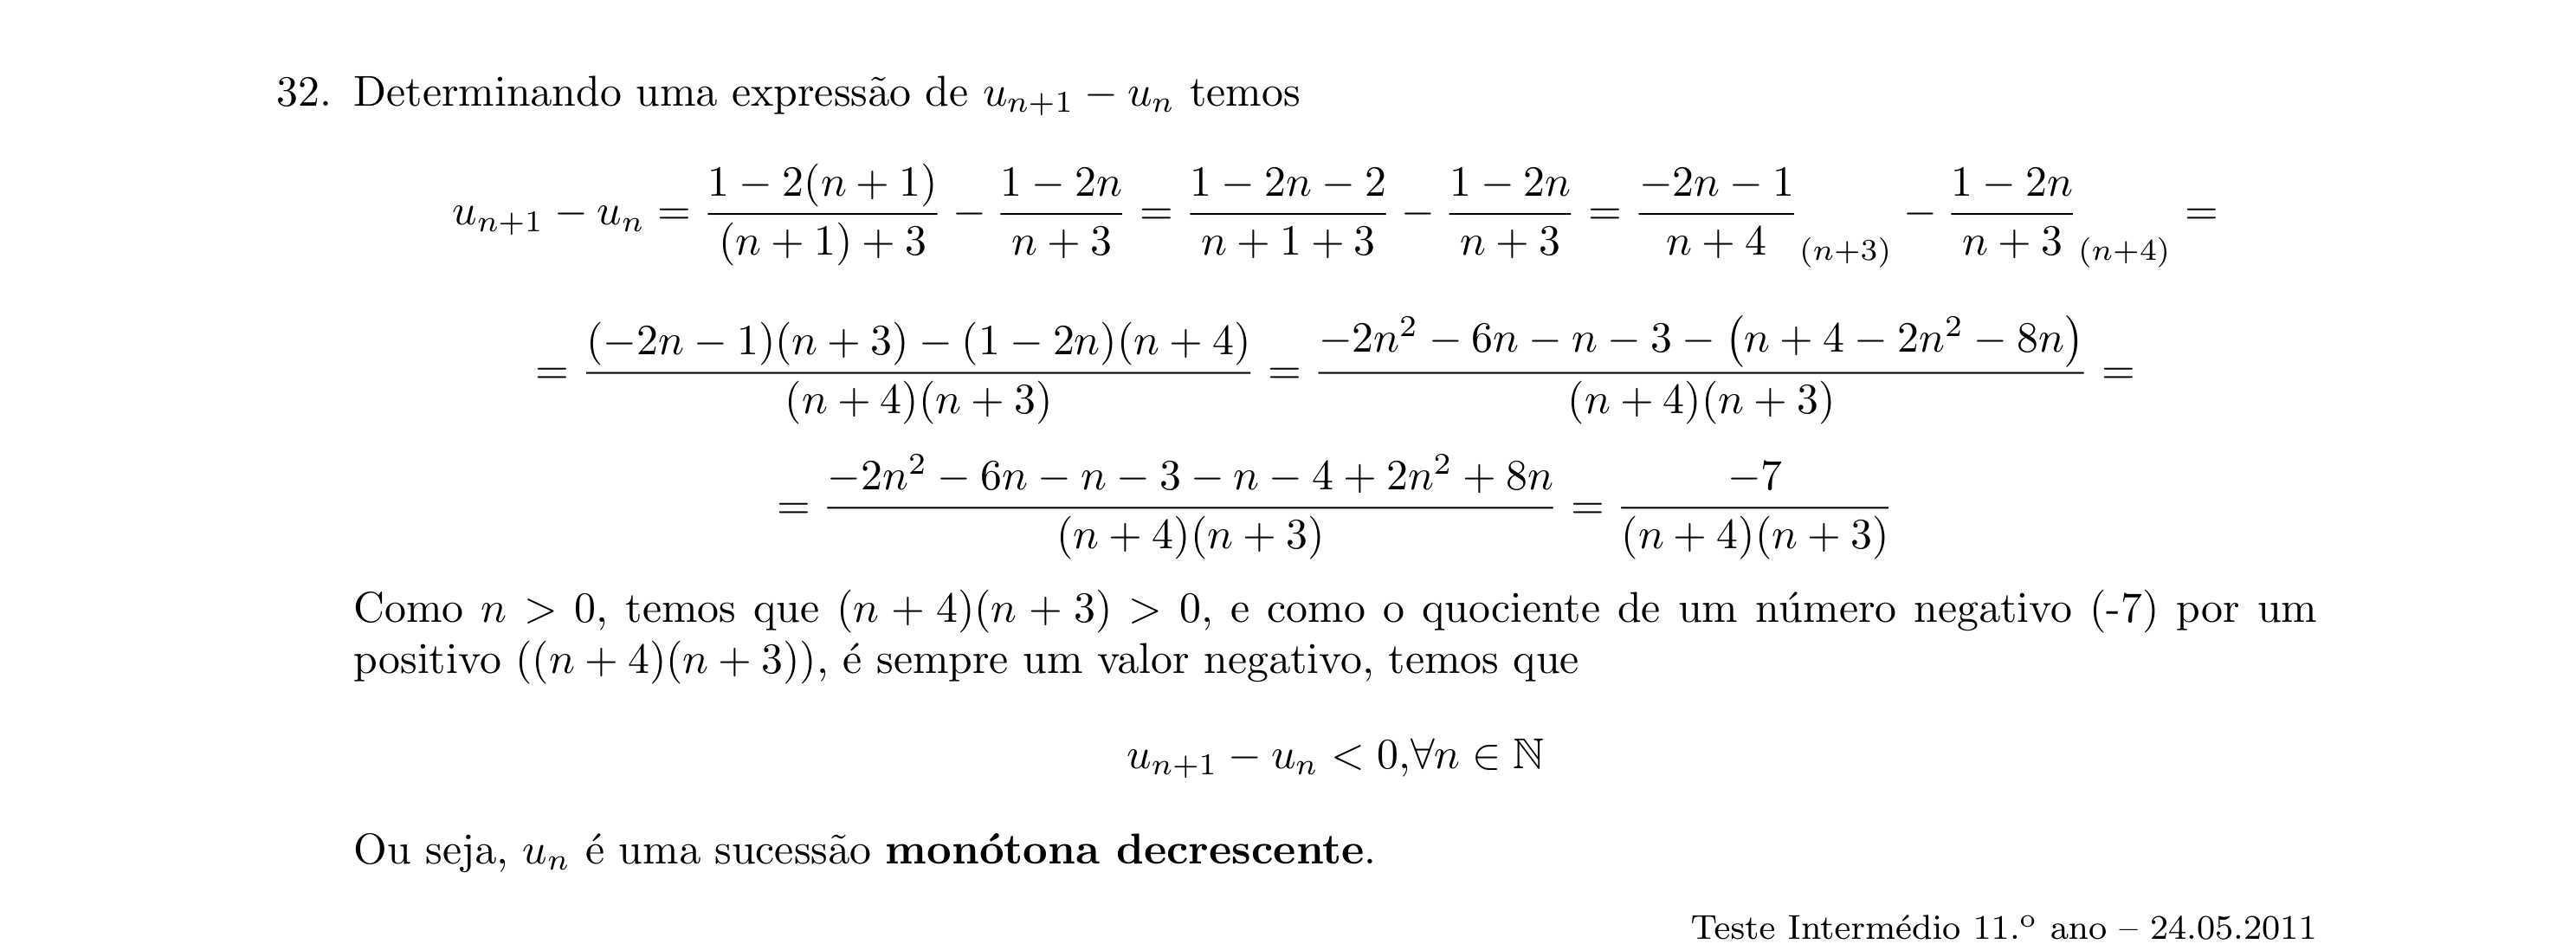 32. Determinando uma expressão de $u_{n+1} - u_n$ temos
$u_{n+1} - u_n = \frac{1 - 2(n + 1)}{(n + 1) + 3} - \frac{1 - 2n}{n + 3} = \frac{1 - 2n - 2}{n + 1 + 3} - \frac{1 - 2n}{n + 3} = \frac{-2n - 1}{n + 4}_{(n+3)} - \frac{1 - 2n}{n + 3}_{(n+4)} =$
$= \frac{(-2n - 1)(n + 3) - (1 - 2n)(n + 4)}{(n + 4)(n + 3)} = \frac{-2n^2 - 6n - n - 3 - (n + 4 - 2n^2 - 8n)}{(n + 4)(n + 3)} =$
$= \frac{-2n^2 - 6n - n - 3 - n - 4 + 2n^2 + 8n}{(n + 4)(n + 3)} = \frac{-7}{(n + 4)(n + 3)}$
Como $n > 0$, temos que $(n + 4)(n + 3) > 0$, e como o quociente de um número negativo (-7) por um
positivo $((n + 4)(n + 3))$, é sempre um valor negativo, temos que
$u_{n+1} - u_n < 0, \forall n \in \mathbb{N}$
Ou seja, $u_n$ é uma sucessão monótona decrescente.
Teste Intermédio 11.º ano – 24.05.2011